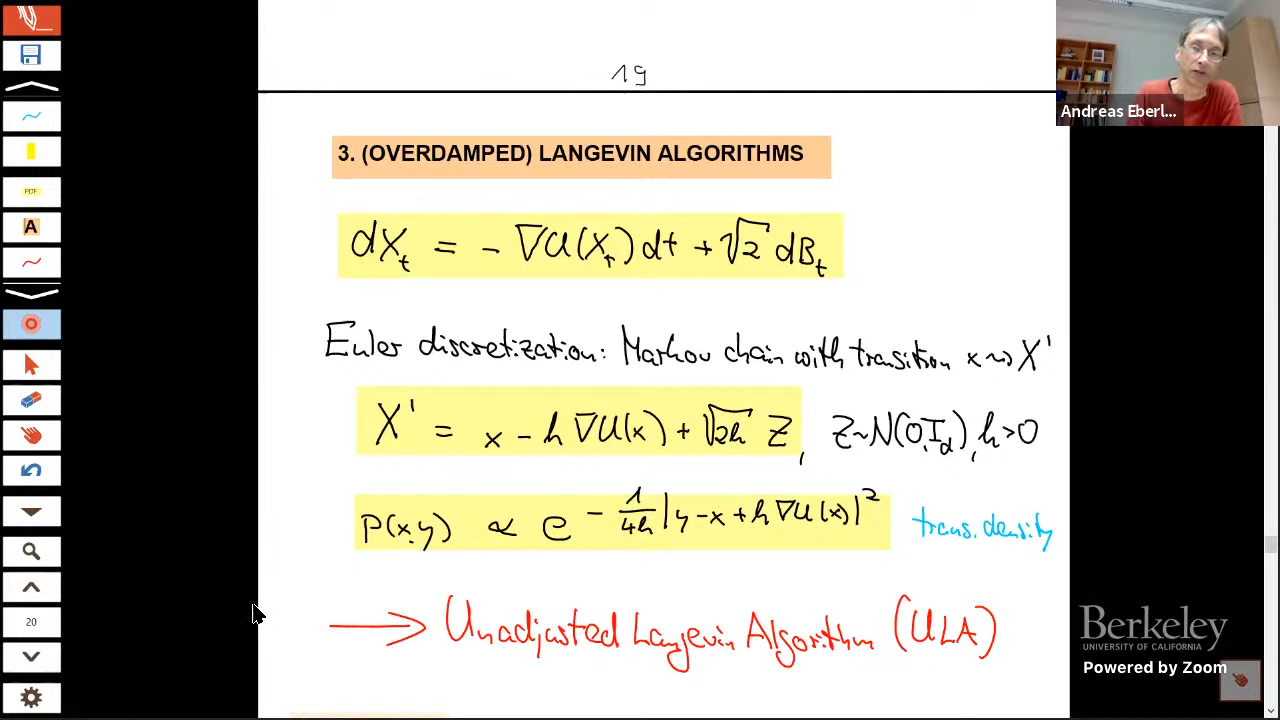 19
Andreas Eberl...
3. (OVERDAMPED) LANGEVIN ALGORITHMS
dX_t = - ∇U(X_t) dt + √2 dB_t
Euler discretization: Markov chain with transition x ⇝ X'
X' = x - h ∇U(x) + √2h Z, Z~N(0,I_d), h>0
p(x,y) ∝ e^{- 1/4h |y-x+h∇U(x)|^2} trans. density
→ Unadjusted Langevin Algorithm (ULA)
PDF
A
20
Berkeley
UNIVERSITY OF CALIFORNIA
Powered by Zoom